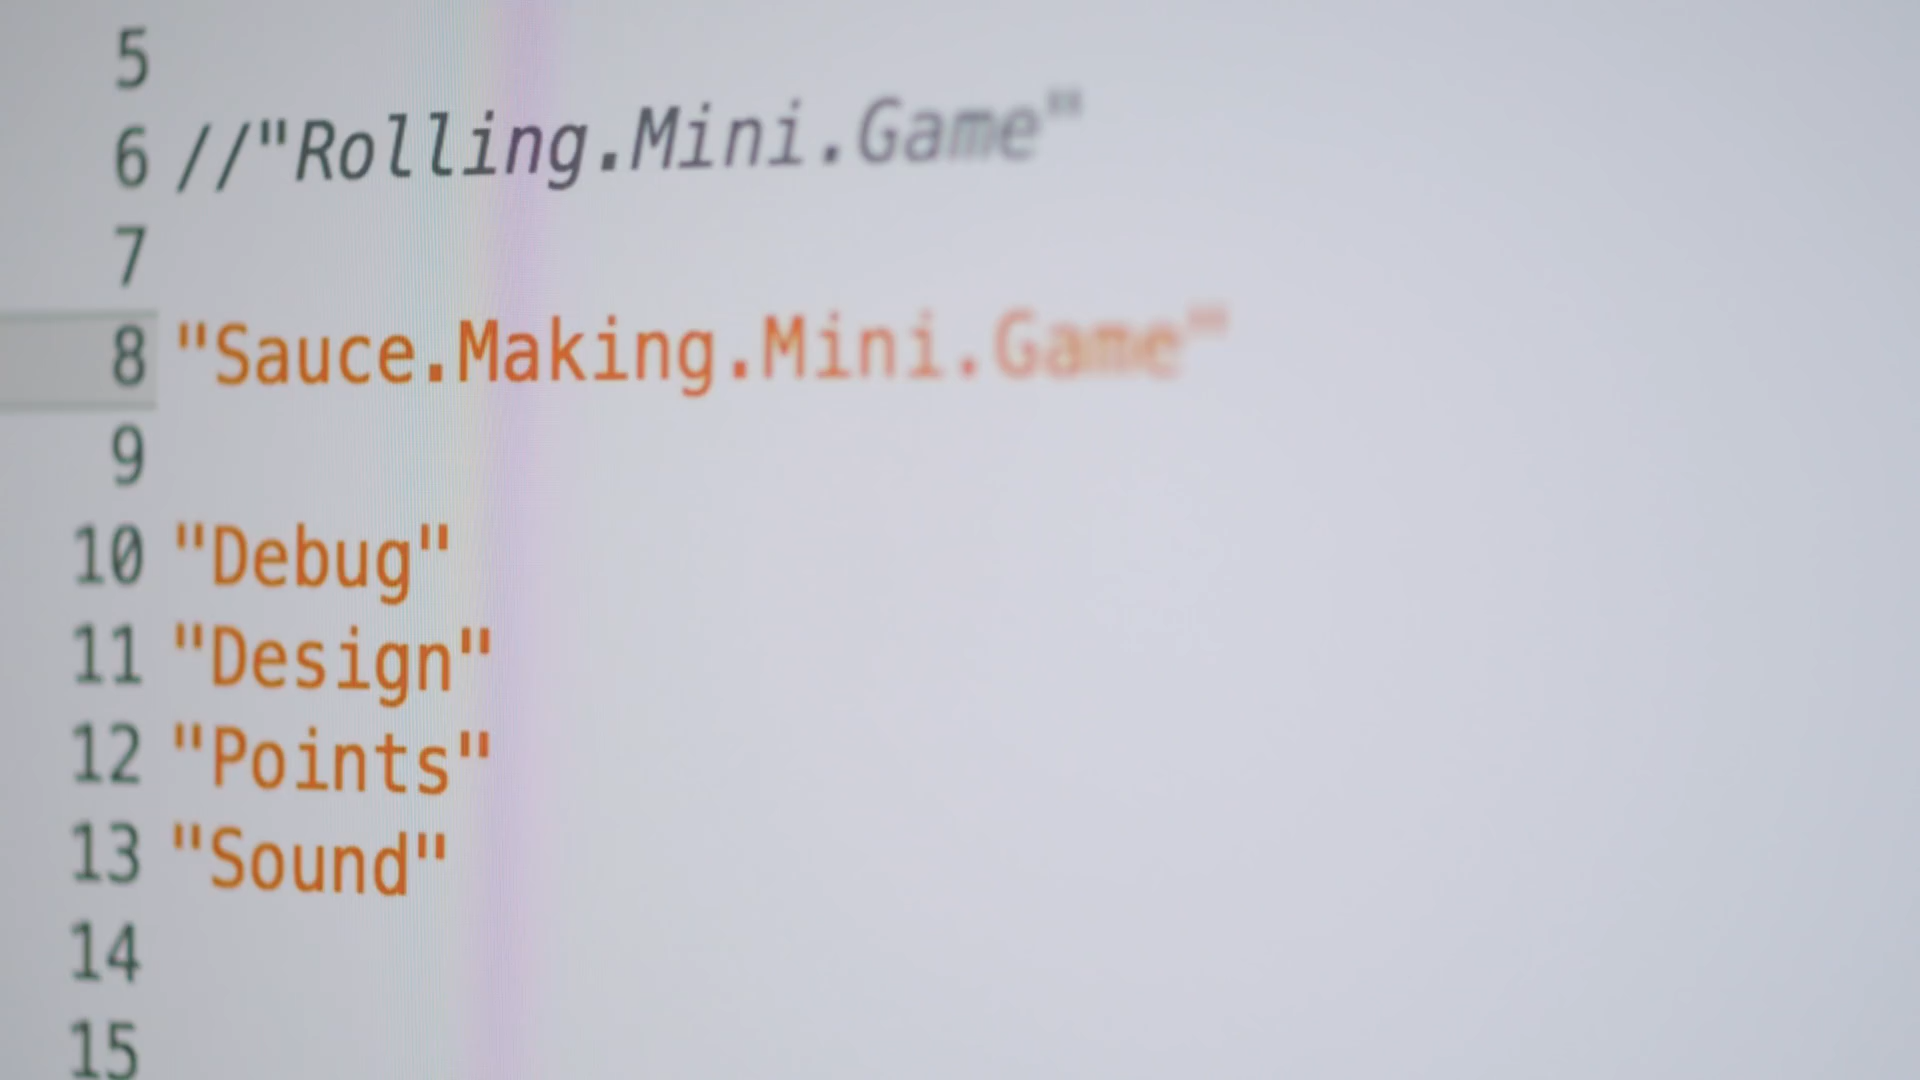 5
6 //"Rolling.Mini.Game"
7
8 "Sauce.Making.Mini.Game"
9
10 "Debug"
11 "Design"
12 "Points"
13 "Sound"
14
15